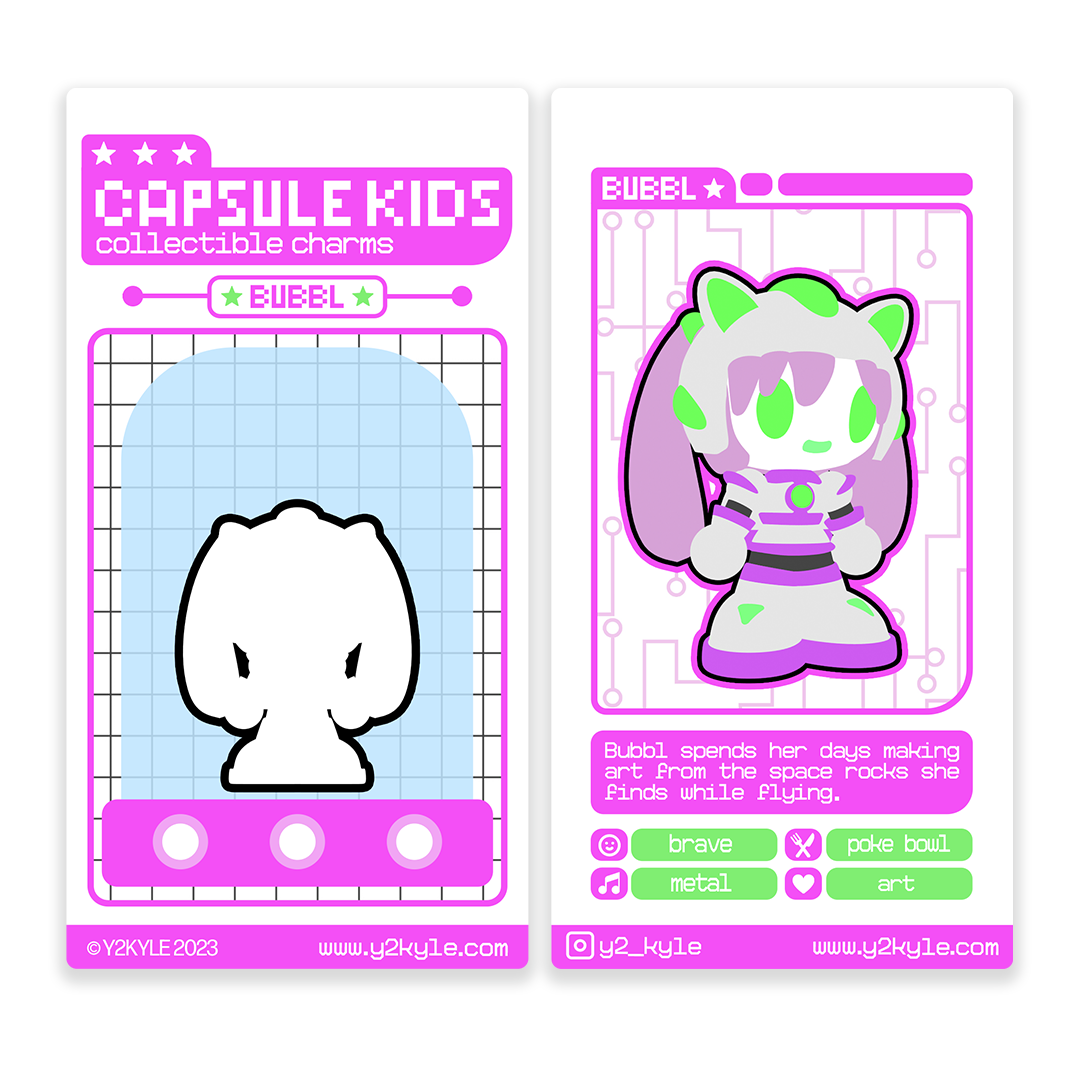 CAPSULE KIDS
collectible charms
BUBBL
©Y2KYLE 2023
www.y2kyle.com
BUBBL
Bubbl spends her days making
art from the space rocks she
finds while flying.
brave
poke bowl
metal
art
y2_kyle
www.y2kyle.com